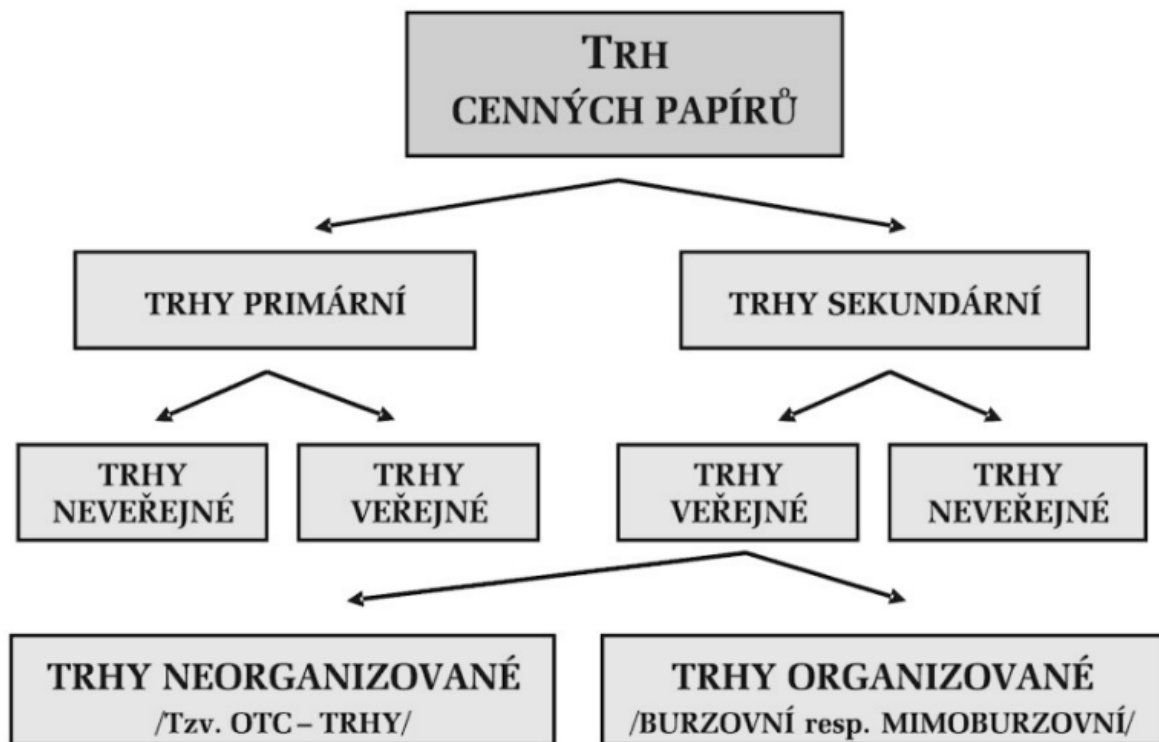 TRH
CENNÝCH PAPÍRŮ
TRHY PRIMÁRNÍ
TRHY SEKUNDÁRNÍ
TRHY
NEVEŘEJNÉ
TRHY
VEŘEJNÉ
TRHY
VEŘEJNÉ
TRHY
NEVEŘEJNÉ
TRHY NEORGANIZOVANÉ
/Tzv. OTC – TRHY/
TRHY ORGANIZOVANÉ
/BURZOVNÍ resp. MIMOBURZOVNÍ/